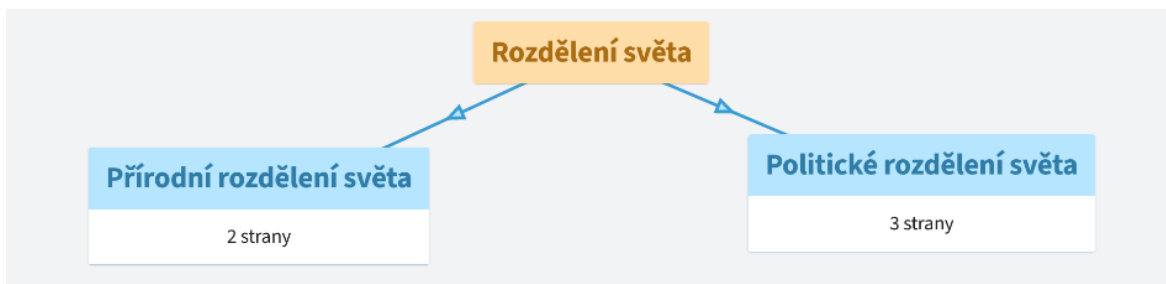 Rozdělení světa
Přírodní rozdělení světa
2 strany
Politické rozdělení světa
3 strany